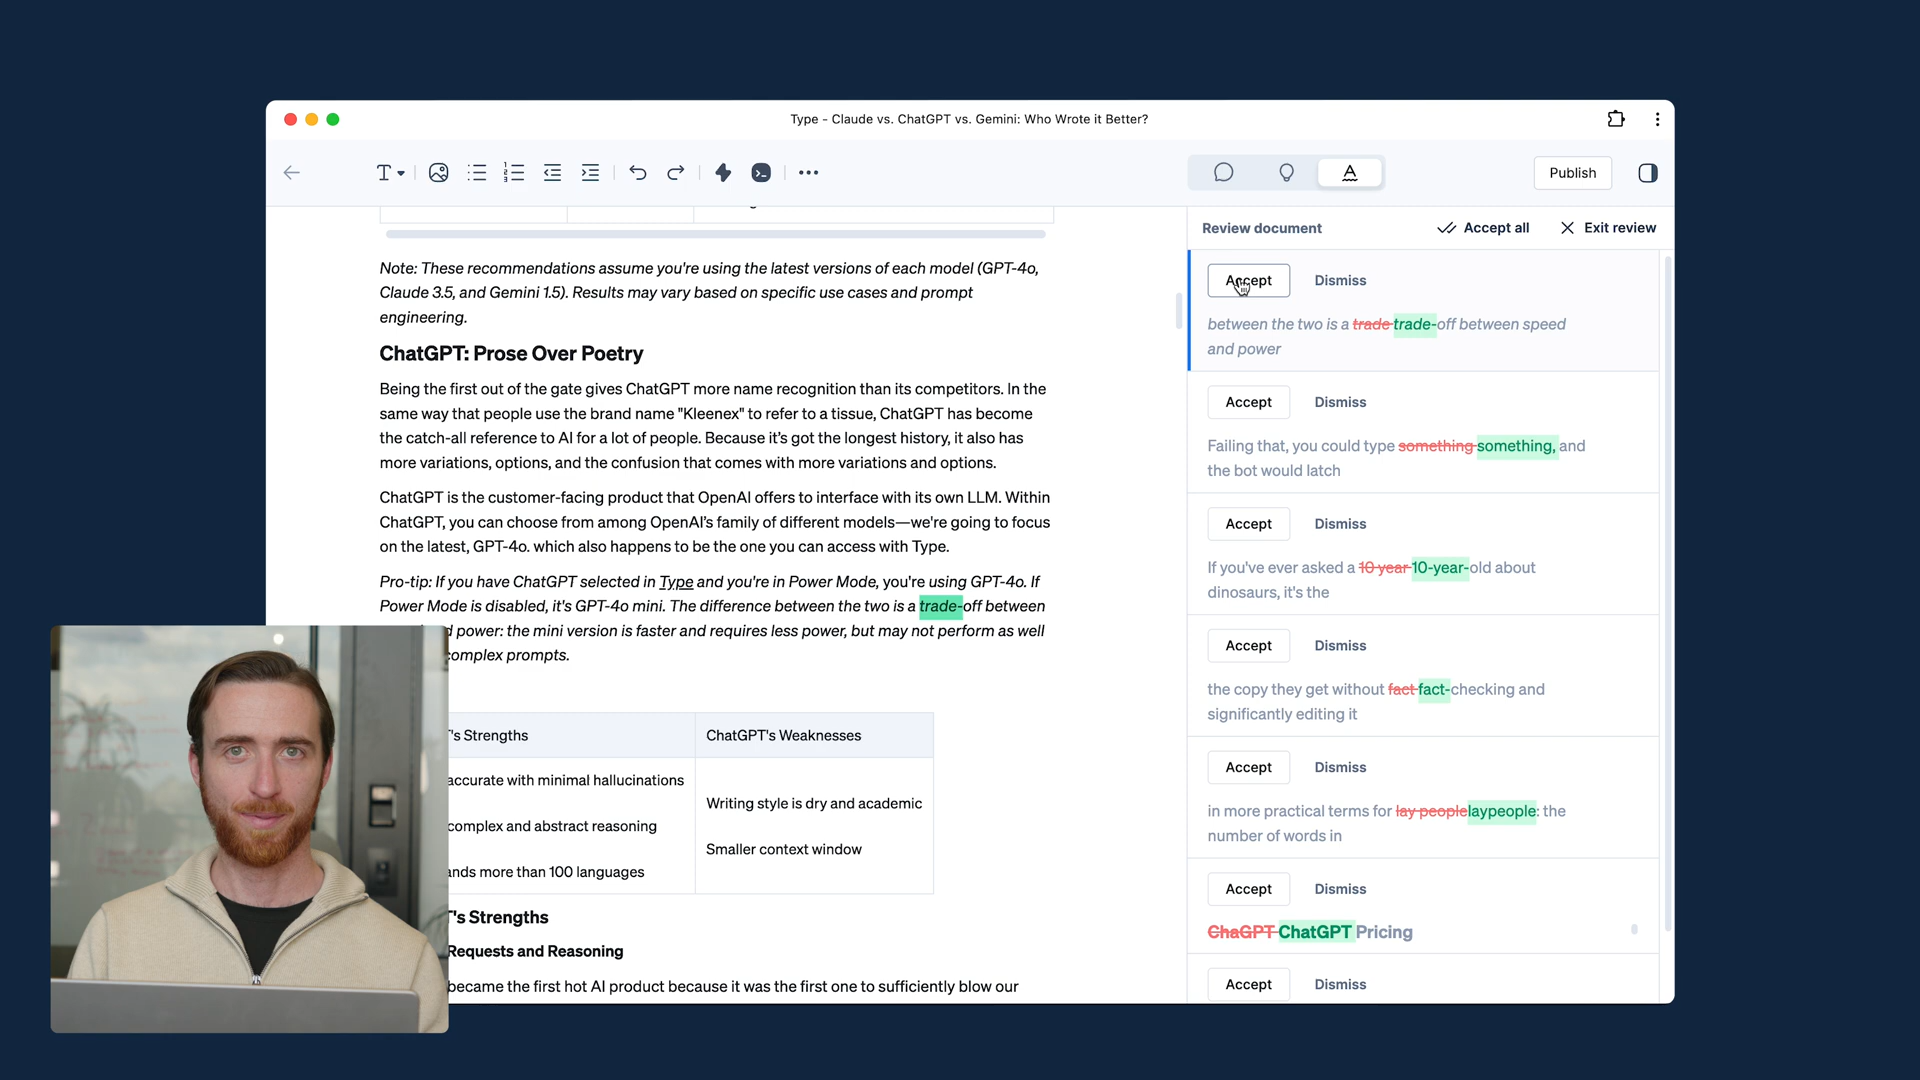 Type - Claude vs. ChatGPT vs. Gemini: Who Wrote it Better?
T
Publish
Note: These recommendations assume you're using the latest versions of each model (GPT-4o,
Claude 3.5, and Gemini 1.5). Results may vary based on specific use cases and prompt
engineering.
ChatGPT: Prose Over Poetry
Being the first out of the gate gives ChatGPT more name recognition than its competitors. In the
same way that people use the brand name "Kleenex" to refer to a tissue, ChatGPT has become
the catch-all reference to AI for a lot of people. Because it's got the longest history, it also has
more variations, options, and the confusion that comes with more variations and options.
ChatGPT is the customer-facing product that OpenAI offers to interface with its own LLM. Within
ChatGPT, you can choose from among OpenAI's family of different models—we're going to focus
on the latest, GPT-4o. which also happens to be the one you can access with Type.
Pro-tip: If you have ChatGPT selected in Type and you're in Power Mode, you're using GPT-4o. If
Power Mode is disabled, it's GPT-4o mini. The difference between the two is a trade-off between
d power: the mini version is faster and requires less power, but may not perform as well
complex prompts.
's Strengths
ChatGPT's Weaknesses
accurate with minimal hallucinations
complex and abstract reasoning
nds more than 100 languages
Writing style is dry and academic
Smaller context window
's Strengths
Requests and Reasoning
became the first hot AI product because it was the first one to sufficiently blow our
Review document
Accept all
Exit review
Accept
Dismiss
between the two is a trade trade-off between speed
and power
Accept
Dismiss
Failing that, you could type something something, and
the bot would latch
Accept
Dismiss
If you've ever asked a 10 year 10-year-old about
dinosaurs, it's the
Accept
Dismiss
the copy they get without fact fact-checking and
significantly editing it
Accept
Dismiss
in more practical terms for lay peoplelaypeople: the
number of words in
Accept
Dismiss
ChaGPT ChatGPT Pricing
Accept
Dismiss